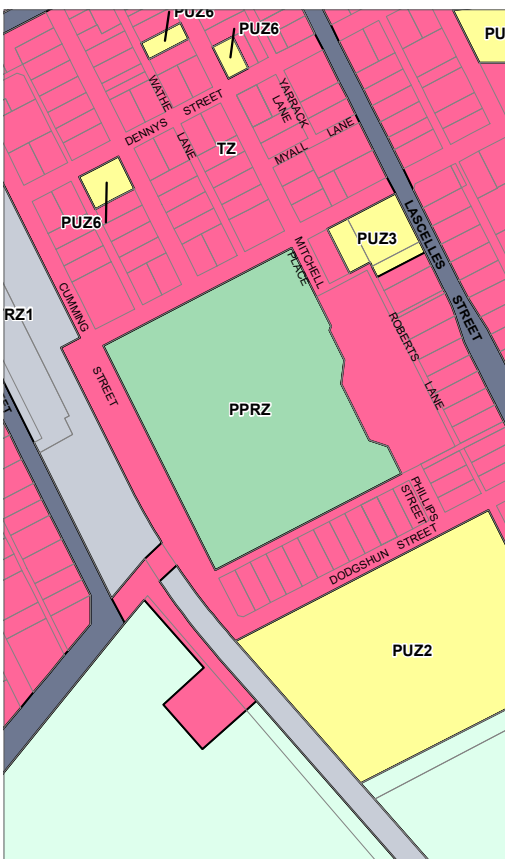 PUZ6
PUZ6
PU
WATHE
LANE
DENNYS STREET
YARRACK
LANE
MYALL LANE
TZ
PUZ6
PUZ3
LASCELLES
STREET
MITCHELL
PLACE
CUMMING
STREET
RZ1
ROBERTS
LANE
PPRZ
PHILLIPS
STREET
DODGSHUN STREET
PUZ2